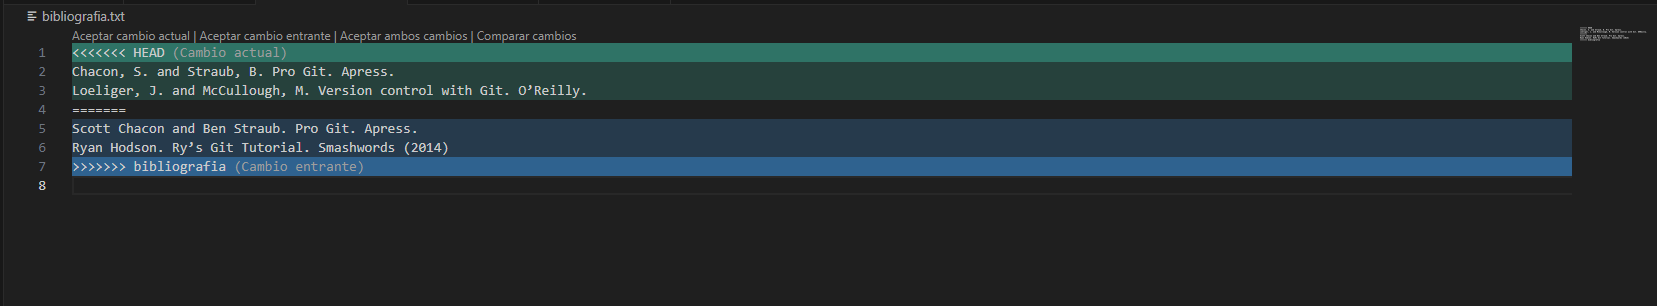 bibliografia.txt
Aceptar cambio actual | Aceptar cambio entrante | Aceptar ambos cambios | Comparar cambios
1 <<<<<<< HEAD (Cambio actual)
2 Chacon, S. and Straub, B. Pro Git. Apress.
3 Loeliger, J. and McCullough, M. Version control with Git. O’Reilly.
4 =======
5 Scott Chacon and Ben Straub. Pro Git. Apress.
6 Ryan Hodson. Ry’s Git Tutorial. Smashwords (2014)
7 >>>>>>> bibliografia (Cambio entrante)
8